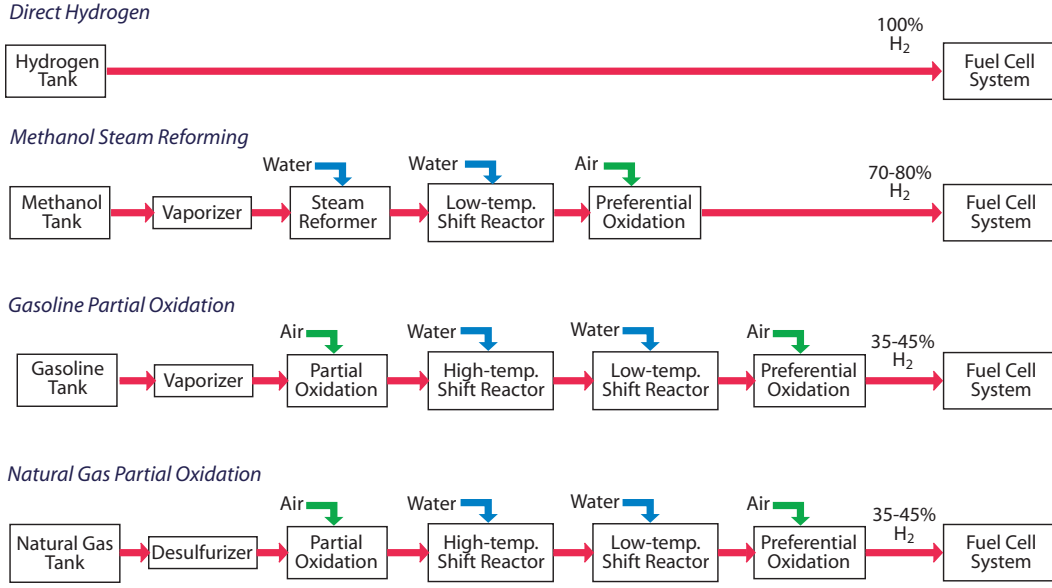 Direct Hydrogen
Hydrogen
Tank
100%
H2
Fuel Cell
System
Methanol Steam Reforming
Methanol
Tank
Vaporizer
Water
Steam
Reformer
Water
Low-temp.
Shift Reactor
Air
Preferential
Oxidation
70-80%
H2
Fuel Cell
System
Gasoline Partial Oxidation
Gasoline
Tank
Vaporizer
Air
Partial
Oxidation
Water
High-temp.
Shift Reactor
Water
Low-temp.
Shift Reactor
Air
Preferential
Oxidation
35-45%
H2
Fuel Cell
System
Natural Gas Partial Oxidation
Natural Gas
Tank
Desulfurizer
Air
Partial
Oxidation
Water
High-temp.
Shift Reactor
Water
Low-temp.
Shift Reactor
Air
Preferential
Oxidation
35-45%
H2
Fuel Cell
System